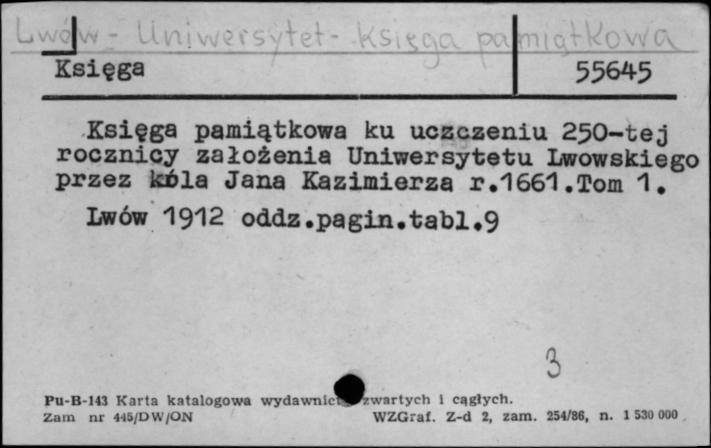 Lwów - Uniwersytet - Księga pamiątkowa
Księga 55645
Księga pamiątkowa ku uczczeniu 250-tej
rocznicy założenia Uniwersytetu Lwowskiego
przez króla Jana Kazimierza r.1661.Tom 1.
Lwów 1912 oddz.pagin.tabl.9
3
Pu-B-143 Karta katalogowa wydawnict zwartych i cągłych.
Zam nr 445/DW/ON WZGraf. Z-d 2, zam. 254/86, n. 1 530 000